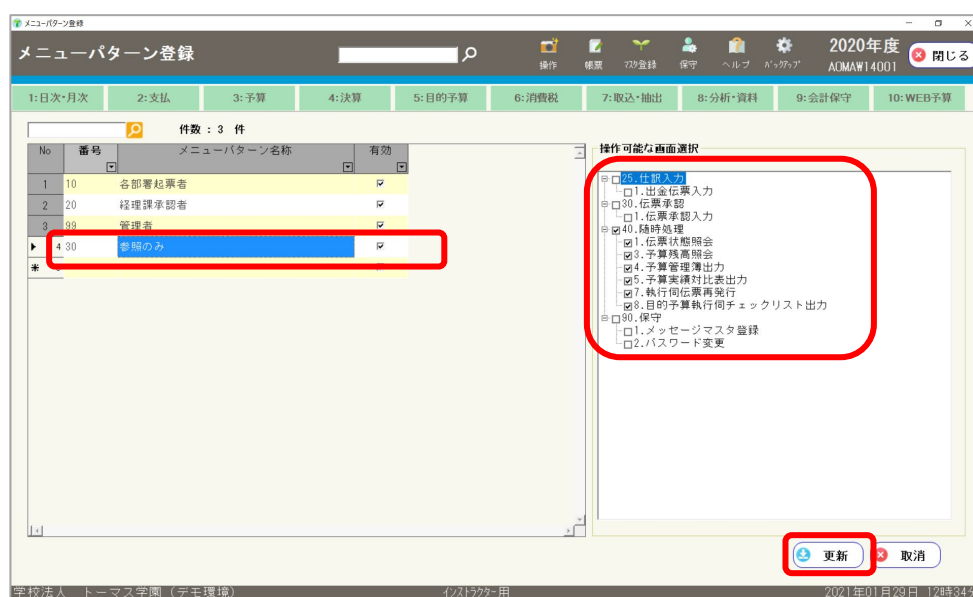 メニューパターン登録
メニューパターン登録
操作
帳票
ﾏｽﾀ登録
保守
ヘルプ
ﾊﾞｯｸｱｯﾌﾟ
2020年度
AOMAW14001
閉じる
1:日次・月次 2:支払 3:予算 4:決算 5:目的予算 6:消費税 7:取込・抽出 8:分析・資料 9:会計保守 10:WEB予算
件数 : 3 件
No 番号 メニューパターン名称 有効
1 10 各部署起票者
2 20 経理課承認者
3 99 管理者
4 30 参照のみ
操作可能な画面選択
25.仕訳入力
1.出金伝票入力
30.伝票承認
1.伝票承認入力
40.随時処理
1.伝票状態照会
3.予算残高照会
4.予算管理簿出力
5.予算実績対比表出力
7.執行伺伝票再発行
8.目的予算執行伺チェックリスト出力
90.保守
1.メッセージマスタ登録
2.パスワード変更
更新
取消
学校法人 トーマス学園（デモ環境） ｲﾝｽﾄﾗｸﾀｰ用 2021年01月29日 12時34分